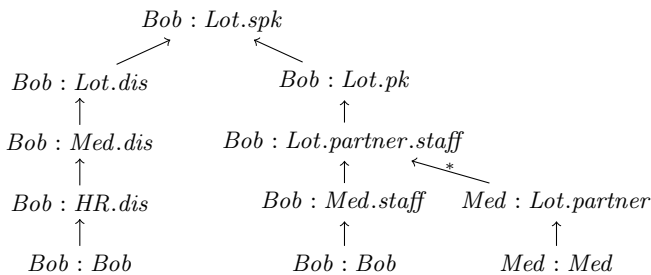 Bob : Lot.spk
Bob : Lot.dis Bob : Lot.pk
Bob : Med.dis Bob : Lot.partner.staff
*
Bob : HR.dis Bob : Med.staff Med : Lot.partner
Bob : Bob Bob : Bob Med : Med